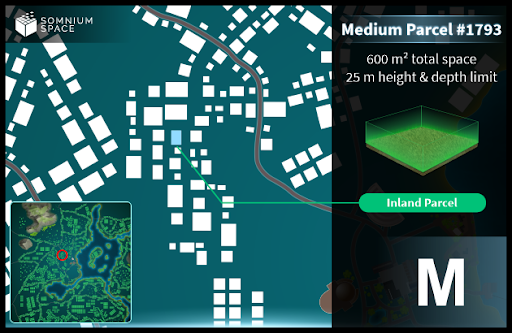 SOMNIUM
SPACE
Medium Parcel #1793
600 m² total space
25 m height & depth limit
Inland Parcel
M